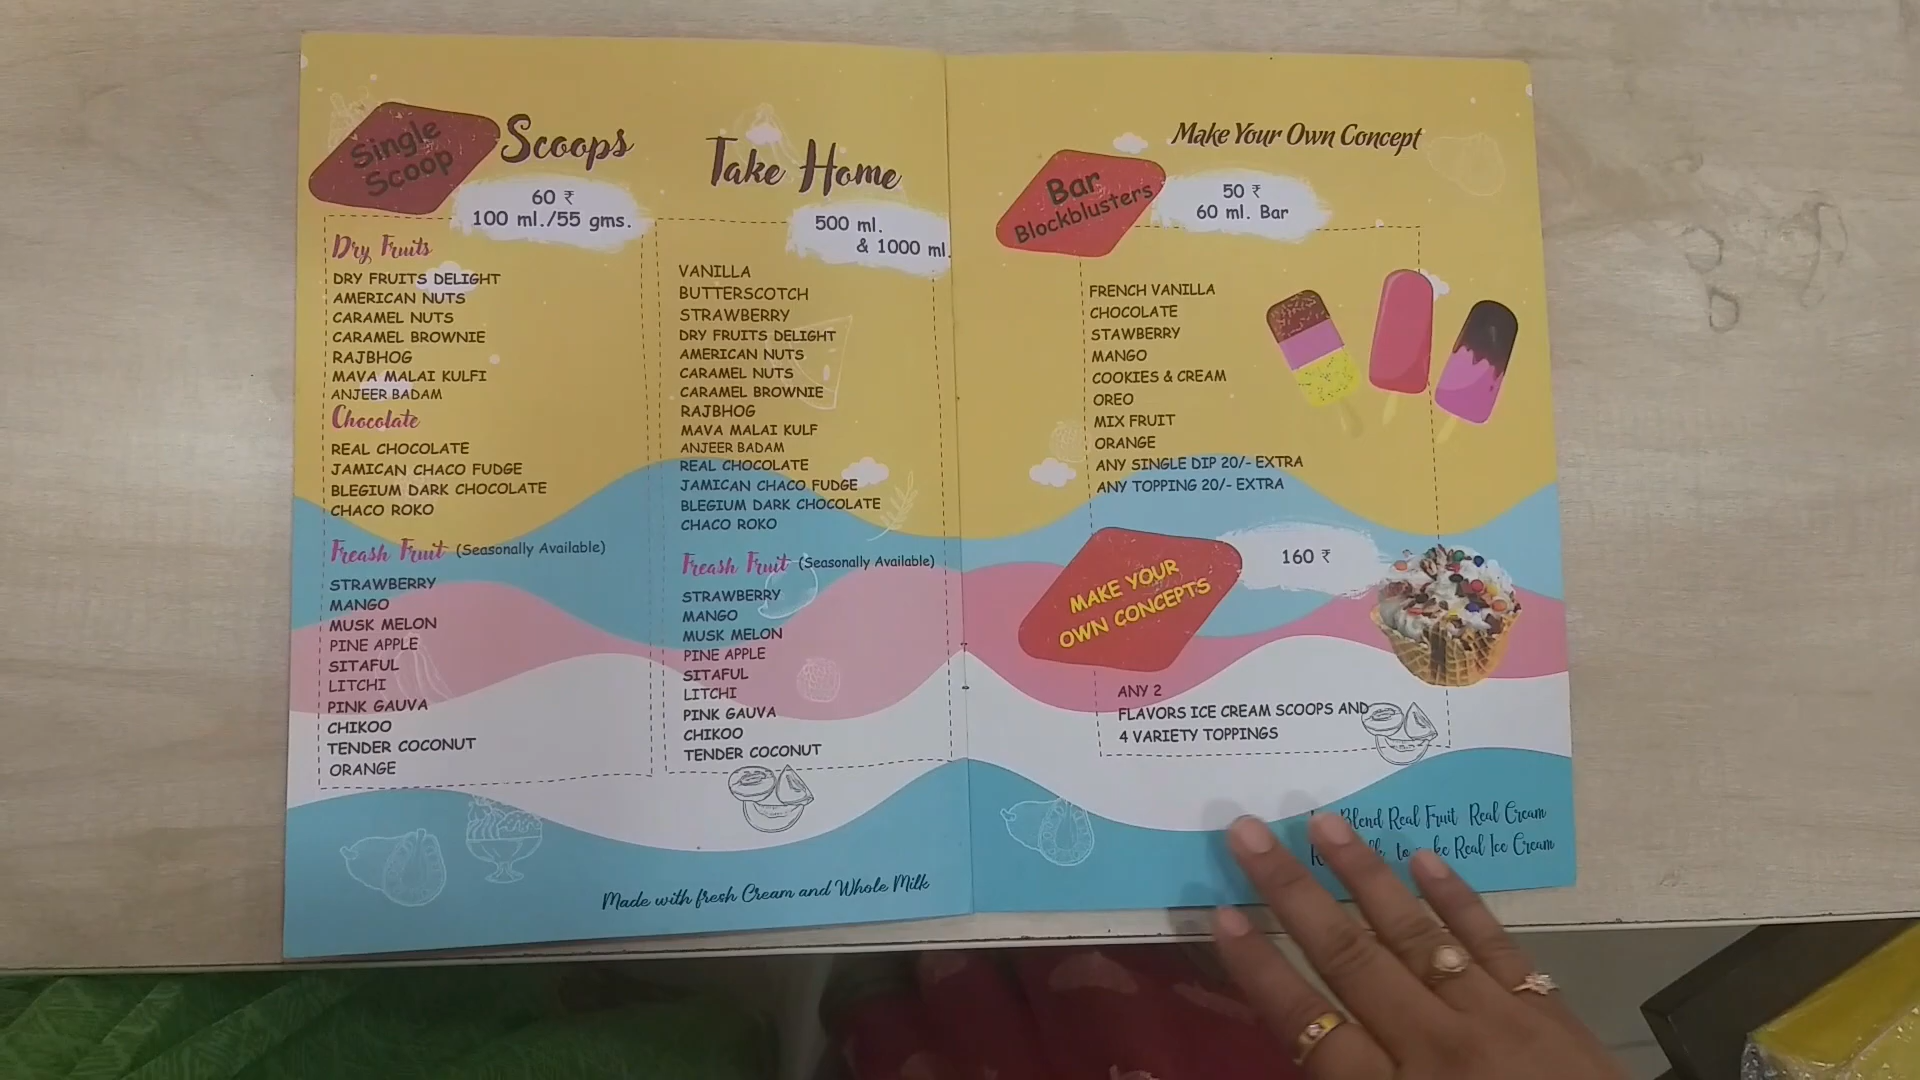 Single
Scoop
Scoops
60 ₹
100 ml./55 gms.
Dry Fruits
DRY FRUITS DELIGHT
AMERICAN NUTS
CARAMEL NUTS
CARAMEL BROWNIE
RAJBHOG
MAVA MALAI KULFI
ANJEER BADAM
Chocolate
REAL CHOCOLATE
JAMICAN CHACO FUDGE
BLEGIUM DARK CHOCOLATE
CHACO ROKO
Freash Fruit (Seasonally Available)
STRAWBERRY
MANGO
MUSK MELON
PINE APPLE
SITAFUL
LITCHI
PINK GAUVA
CHIKOO
TENDER COCONUT
ORANGE
Take Home
500 ml.
& 1000 ml.
VANILLA
BUTTERSCOTCH
STRAWBERRY
DRY FRUITS DELIGHT
AMERICAN NUTS
CARAMEL NUTS
CARAMEL BROWNIE
RAJBHOG
MAVA MALAI KULF
ANJEER BADAM
REAL CHOCOLATE
JAMICAN CHACO FUDGE
BLEGIUM DARK CHOCOLATE
CHACO ROKO
Freash Fruit (Seasonally Available)
STRAWBERRY
MANGO
MUSK MELON
PINE APPLE
SITAFUL
LITCHI
PINK GAUVA
CHIKOO
TENDER COCONUT
Made with fresh Cream and Whole Milk
Make Your Own Concept
Bar
Blockblusters
50 ₹
60 ml. Bar
FRENCH VANILLA
CHOCOLATE
STAWBERRY
MANGO
COOKIES & CREAM
OREO
MIX FRUIT
ORANGE
ANY SINGLE DIP 20/- EXTRA
ANY TOPPING 20/- EXTRA
MAKE YOUR
OWN CONCEPTS
160 ₹
ANY 2
FLAVORS ICE CREAM SCOOPS AND
4 VARIETY TOPPINGS
Blend Real Fruit Real Cream
to Real Ice Cream